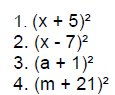 1. (x + 5)²
2. (x - 7)²
3. (a + 1)²
4. (m + 21)²